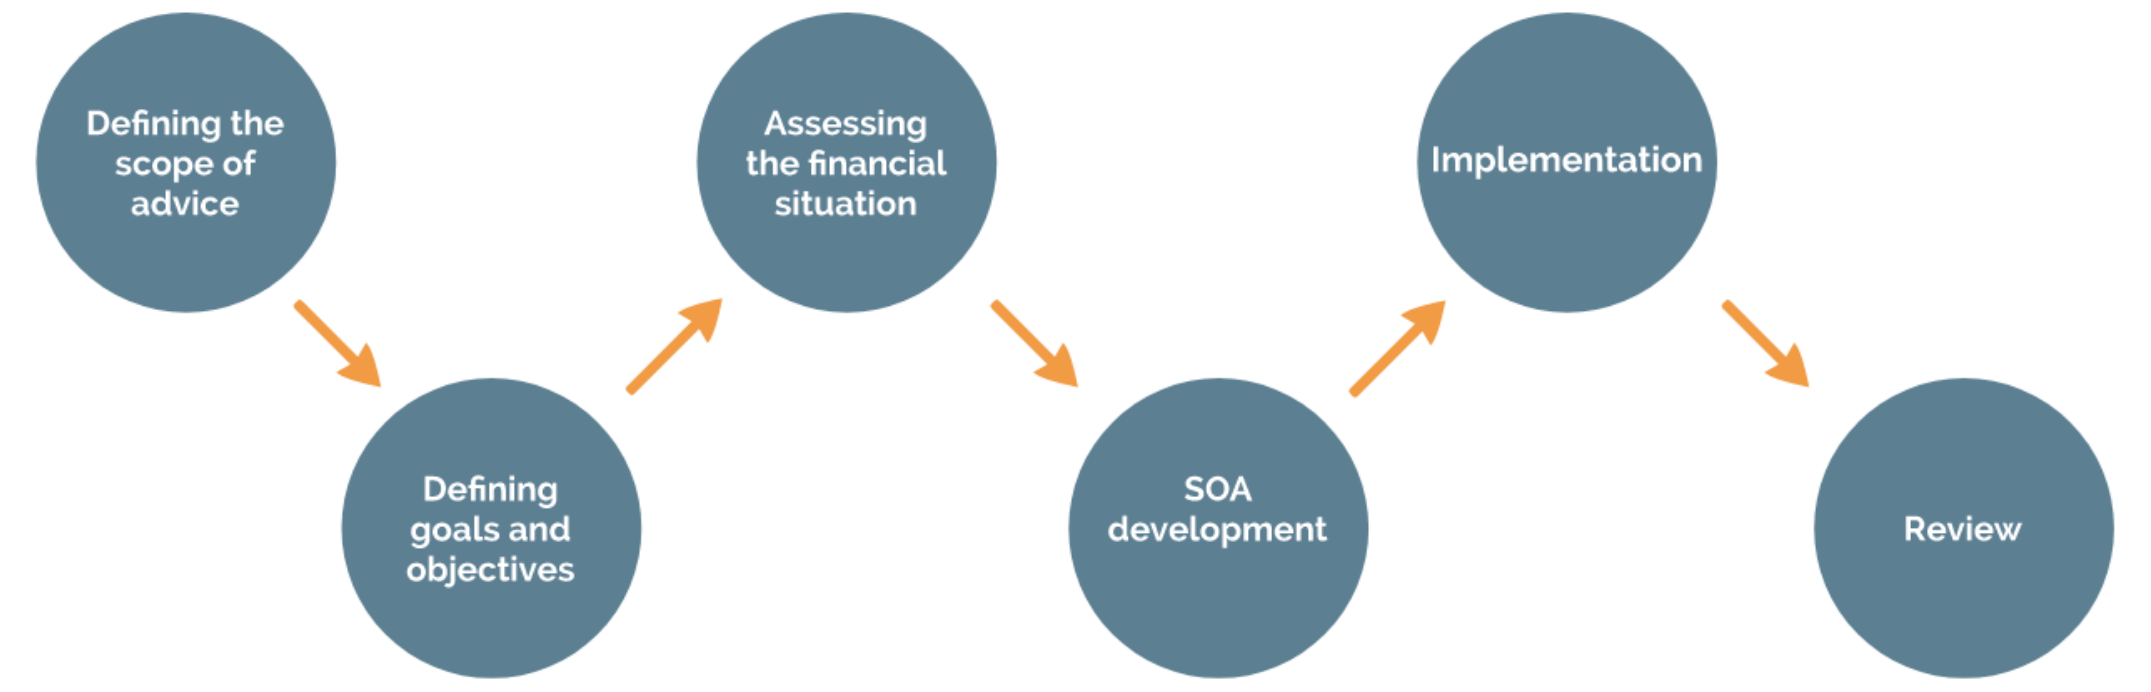 Defining the
scope of
advice
Defining
goals and
objectives
Assessing
the financial
situation
SOA
development
Implementation
Review